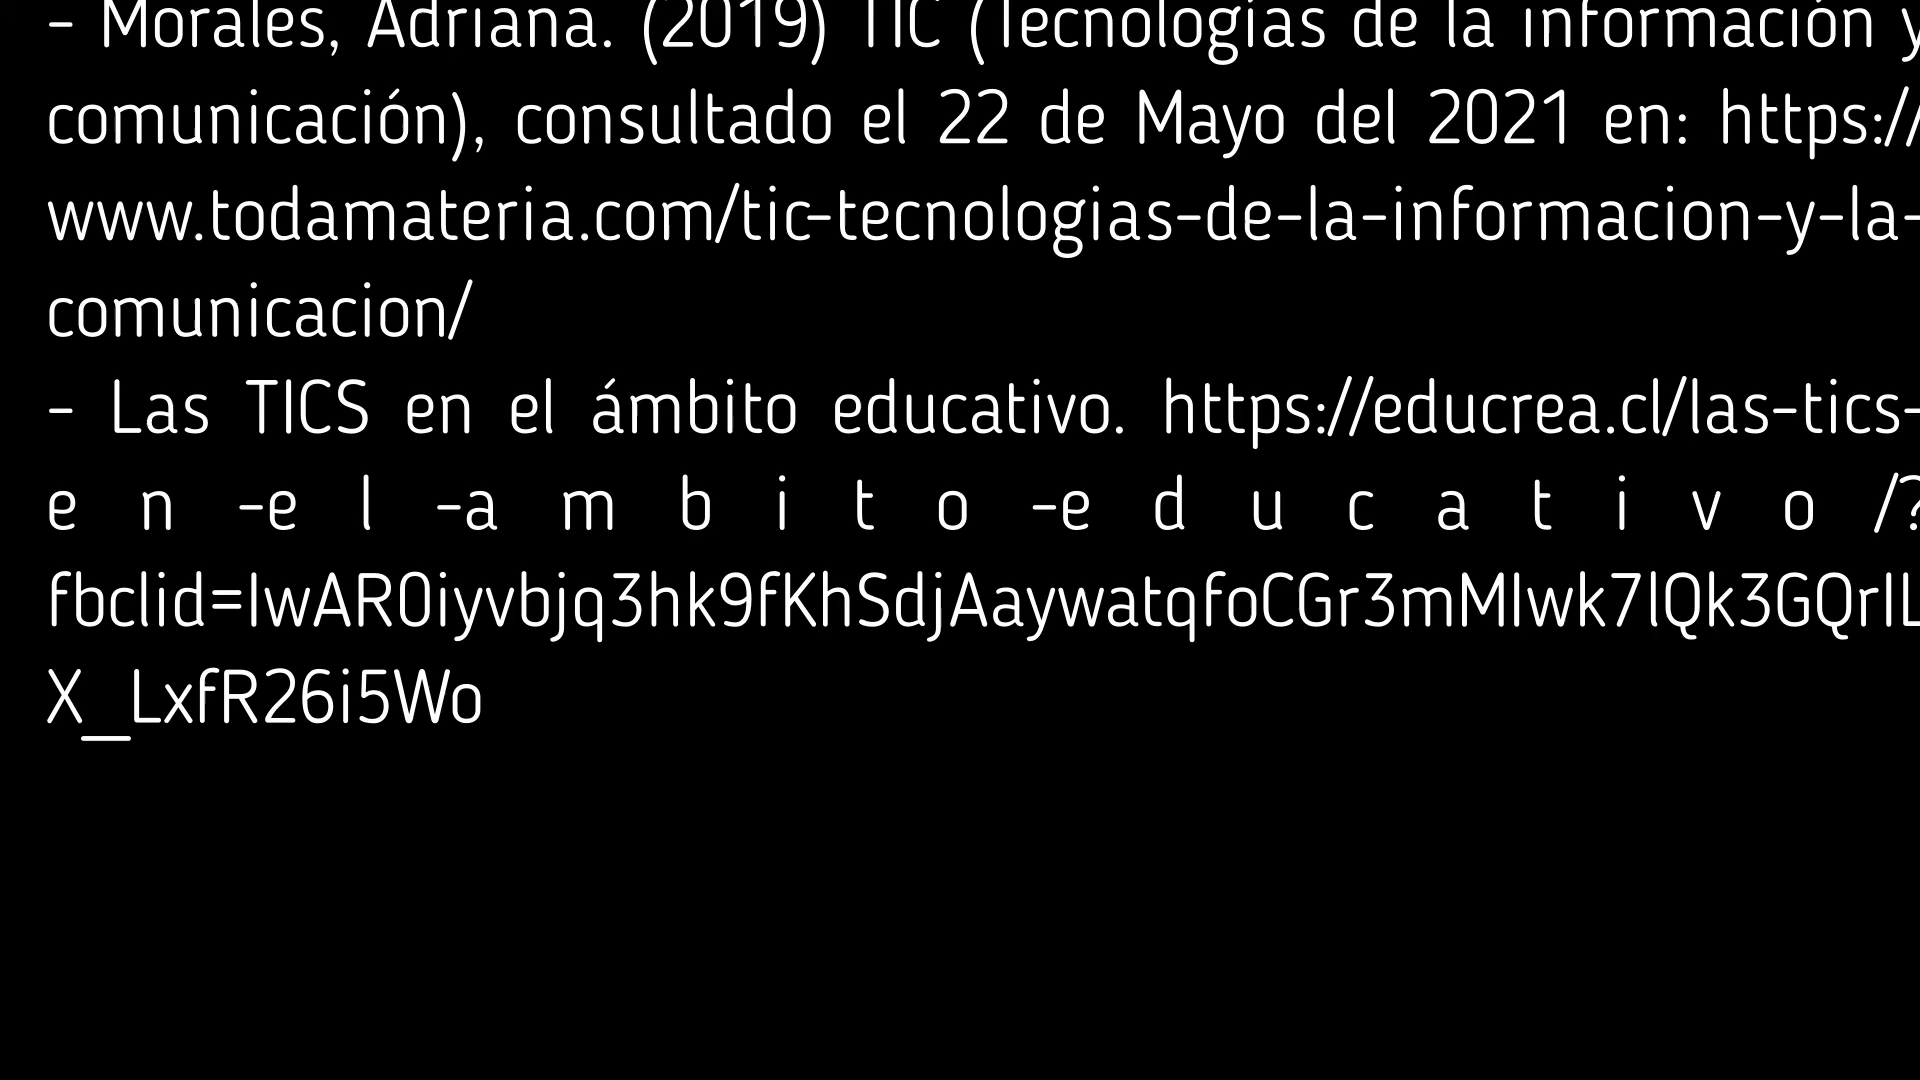 - Morales, Adriana. (2019) TIC (Tecnologías de la información y
comunicación), consultado el 22 de Mayo del 2021 en: https://
www.todamateria.com/tic-tecnologias-de-la-informacion-y-la-
comunicacion/
- Las TICS en el ámbito educativo. https://educrea.cl/las-tics-
e n -e l -a m b i t o -e d u c a t i v o /?
fbclid=IwAR0iyvbjq3hk9fKhSdjAaywatqfoCGr3mMIwk7lQk3GQrIL
X_LxfR26i5Wo